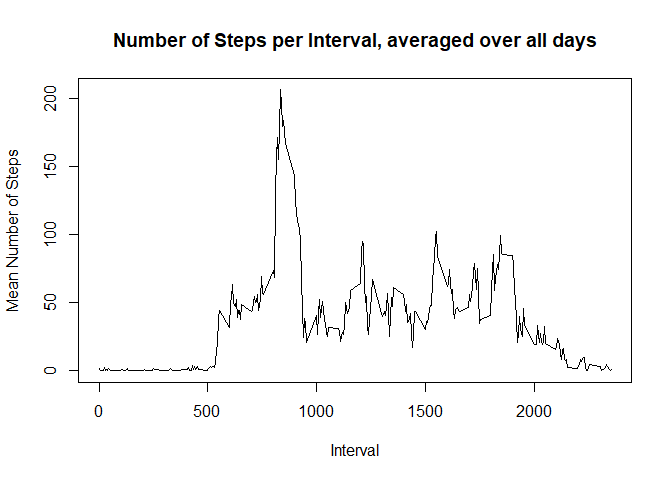 Number of Steps per Interval, averaged over all days
Mean Number of Steps
200
150
100
50
0
0 500 1000 1500 2000
Interval